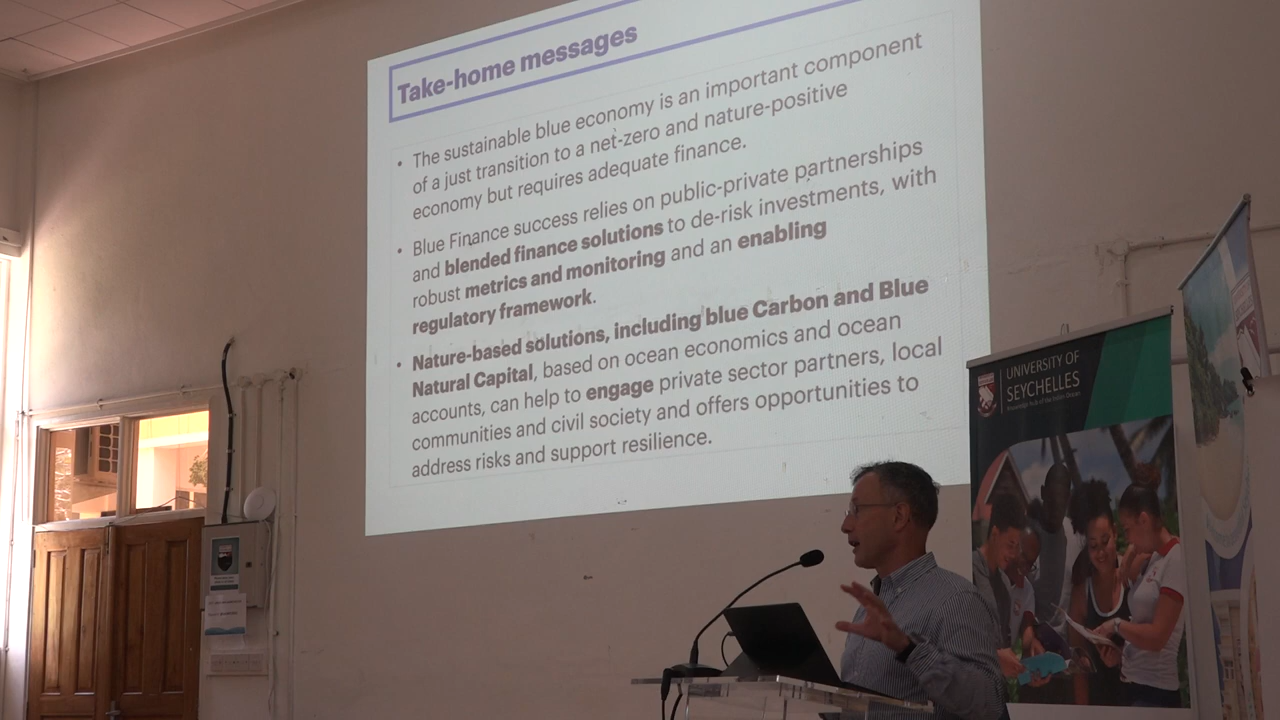 Take-home messages
• The sustainable blue economy is an important component
of a just transition to a net-zero and nature-positive
economy but requires adequate finance.
• Blue Finance success relies on public-private partnerships
and blended finance solutions to de-risk investments, with
robust metrics and monitoring and an enabling
regulatory framework.
• Nature-based solutions, including blue Carbon and Blue
Natural Capital, based on ocean economics and ocean
accounts, can help to engage private sector partners, local
communities and civil society and offers opportunities to
address risks and support resilience.
UNIVERSITY OF
SEYCHELLES